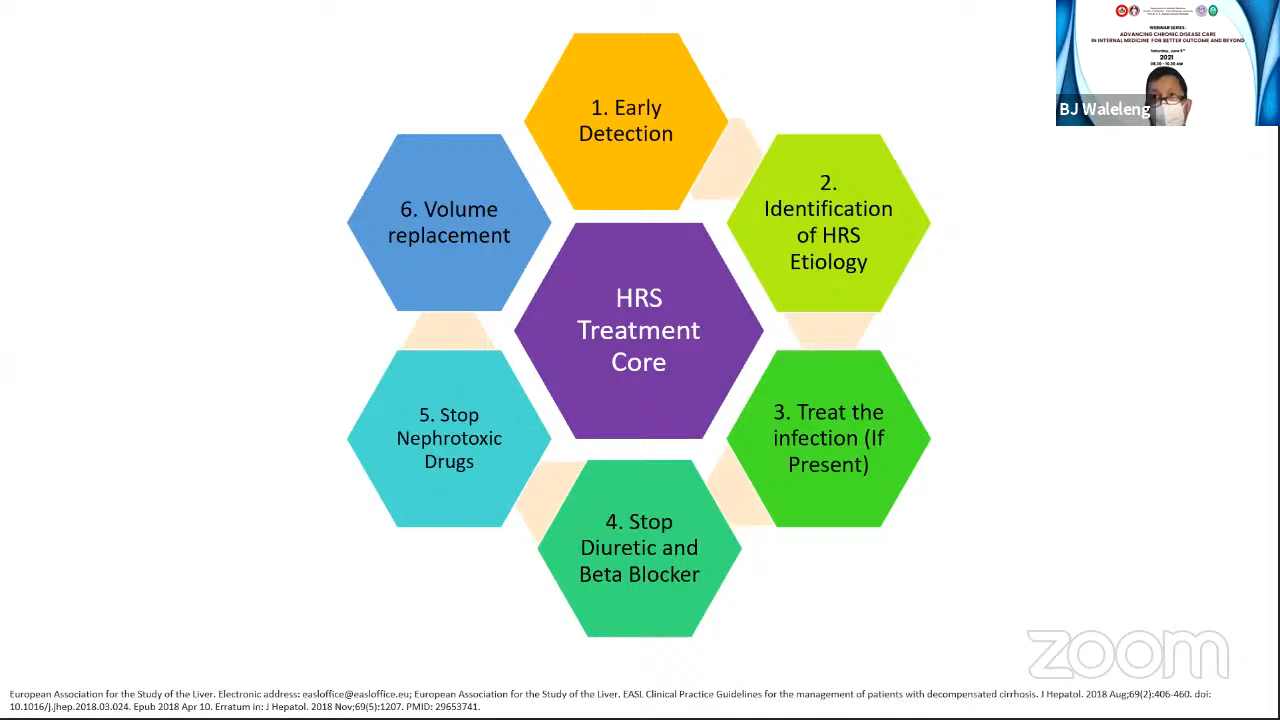 1. Early
Detection
2.
Identification
of HRS
Etiology
3. Treat the
infection (If
Present)
4. Stop
Diuretic and
Beta Blocker
5. Stop
Nephrotoxic
Drugs
6. Volume
replacement
HRS
Treatment
Core
WEBINAR SERIES:
ADVANCING CHRONIC DISEASE CARE
IN INTERNAL MEDICINE FOR BETTER OUTCOME AND BEYOND
Saturday, June 5th
2021
BJ Waleleng
zoom
European Association for the Study of the Liver. Electronic address: easloffice@easloffice.eu; European Association for the Study of the Liver. EASL Clinical Practice Guidelines for the management of patients with decompensated cirrhosis. J Hepatol. 2018 Aug;69(2):406-460. doi:
10.1016/j.jhep.2018.03.024. Epub 2018 Apr 10. Erratum in: J Hepatol. 2018 Nov;69(5):1207. PMID: 29653741.